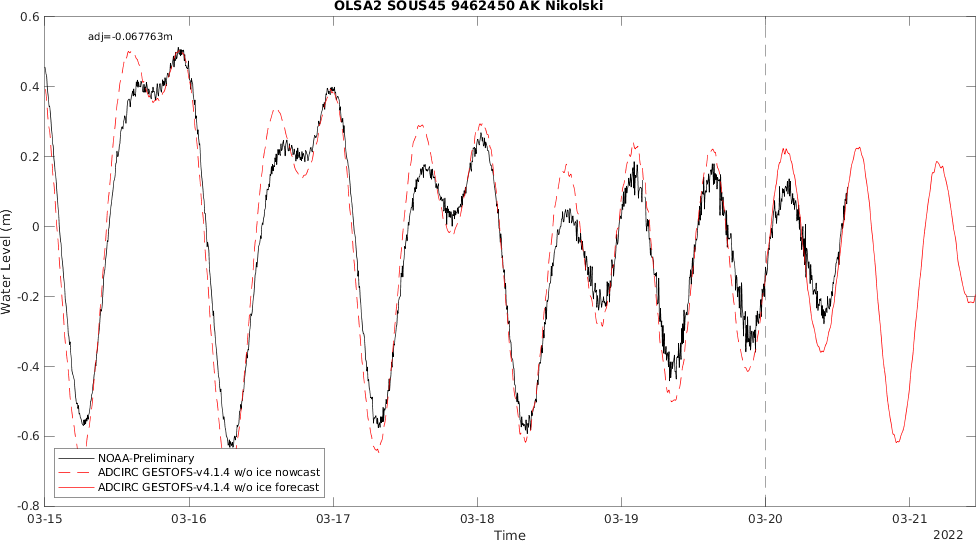 OLSA2 SOUS45 9462450 AK Nikolski
adj=-0.067763m
0.6
0.4
0.2
0
-0.2
-0.4
-0.6
-0.8
Water Level (m)
NOAA-Preliminary
ADCIRC GESTOFS-v4.1.4 w/o ice nowcast
ADCIRC GESTOFS-v4.1.4 w/o ice forecast
03-15 03-16 03-17 03-18 03-19 03-20 03-21
Time
2022